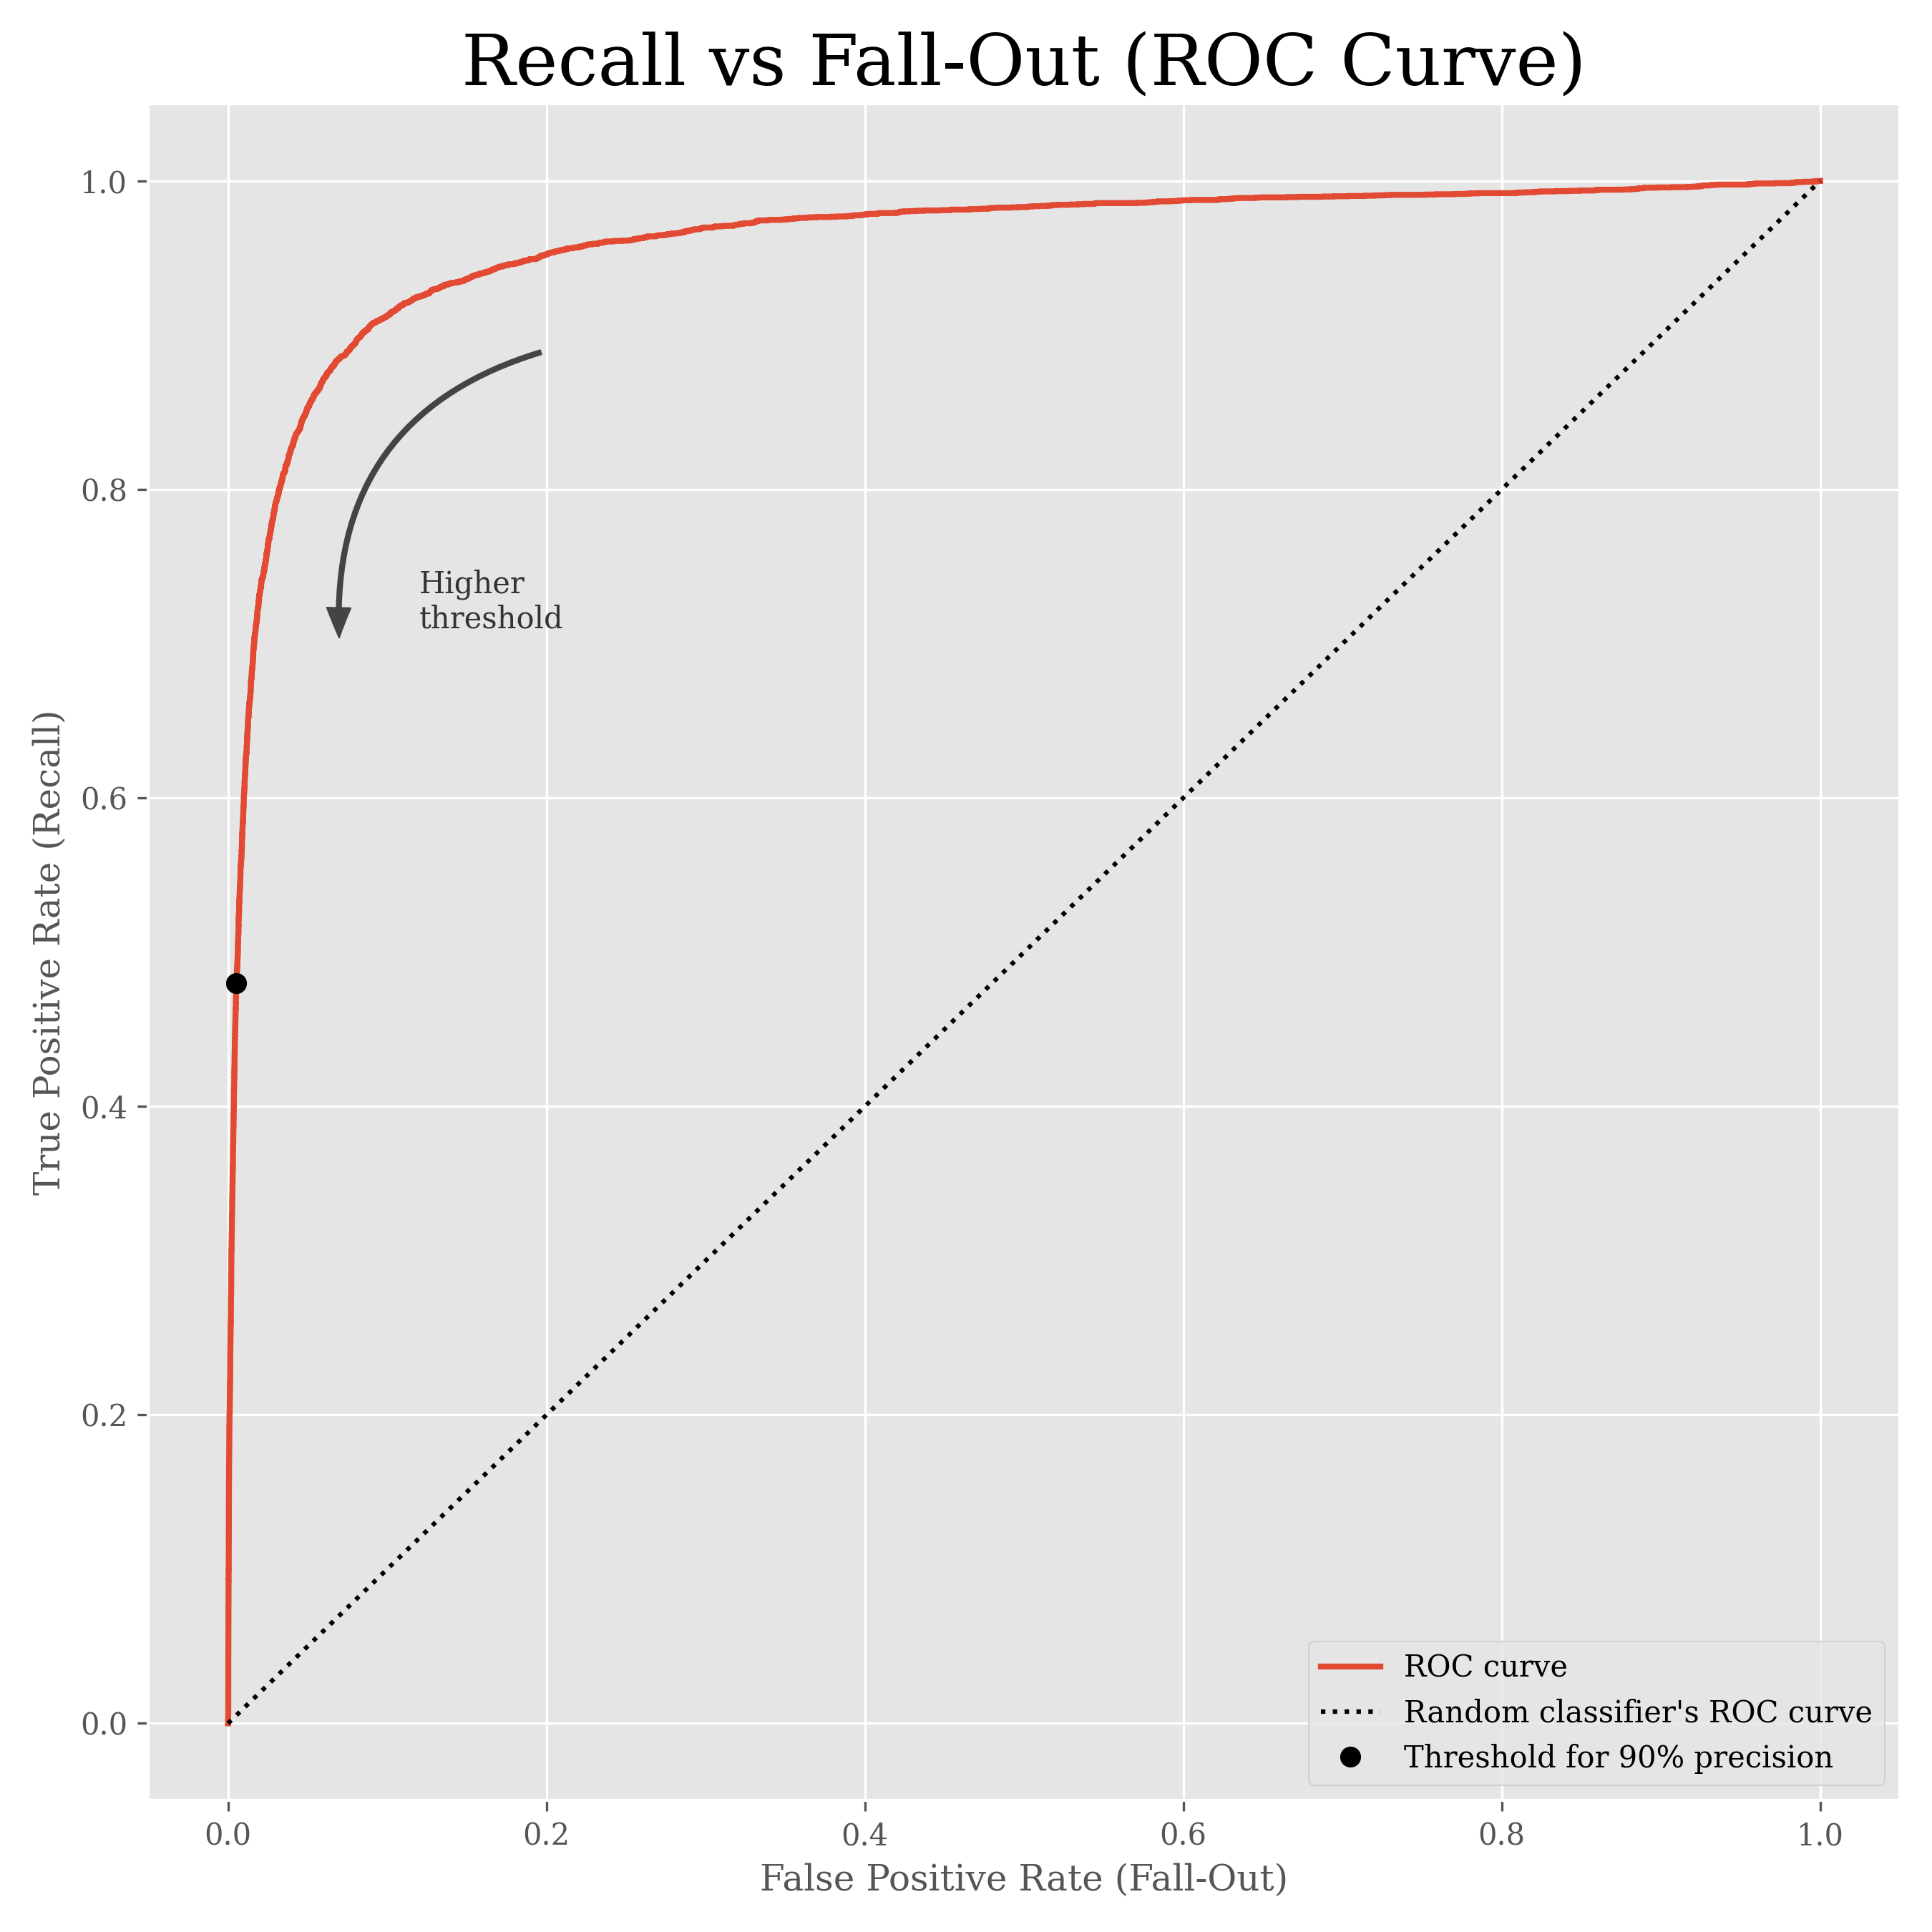 Recall vs Fall-Out (ROC Curve)
True Positive Rate (Recall)
1.0
0.8
0.6
0.4
0.2
0.0
Higher
threshold
ROC curve
Random classifier's ROC curve
Threshold for 90% precision
0.0
0.2
0.4
0.6
0.8
1.0
False Positive Rate (Fall-Out)